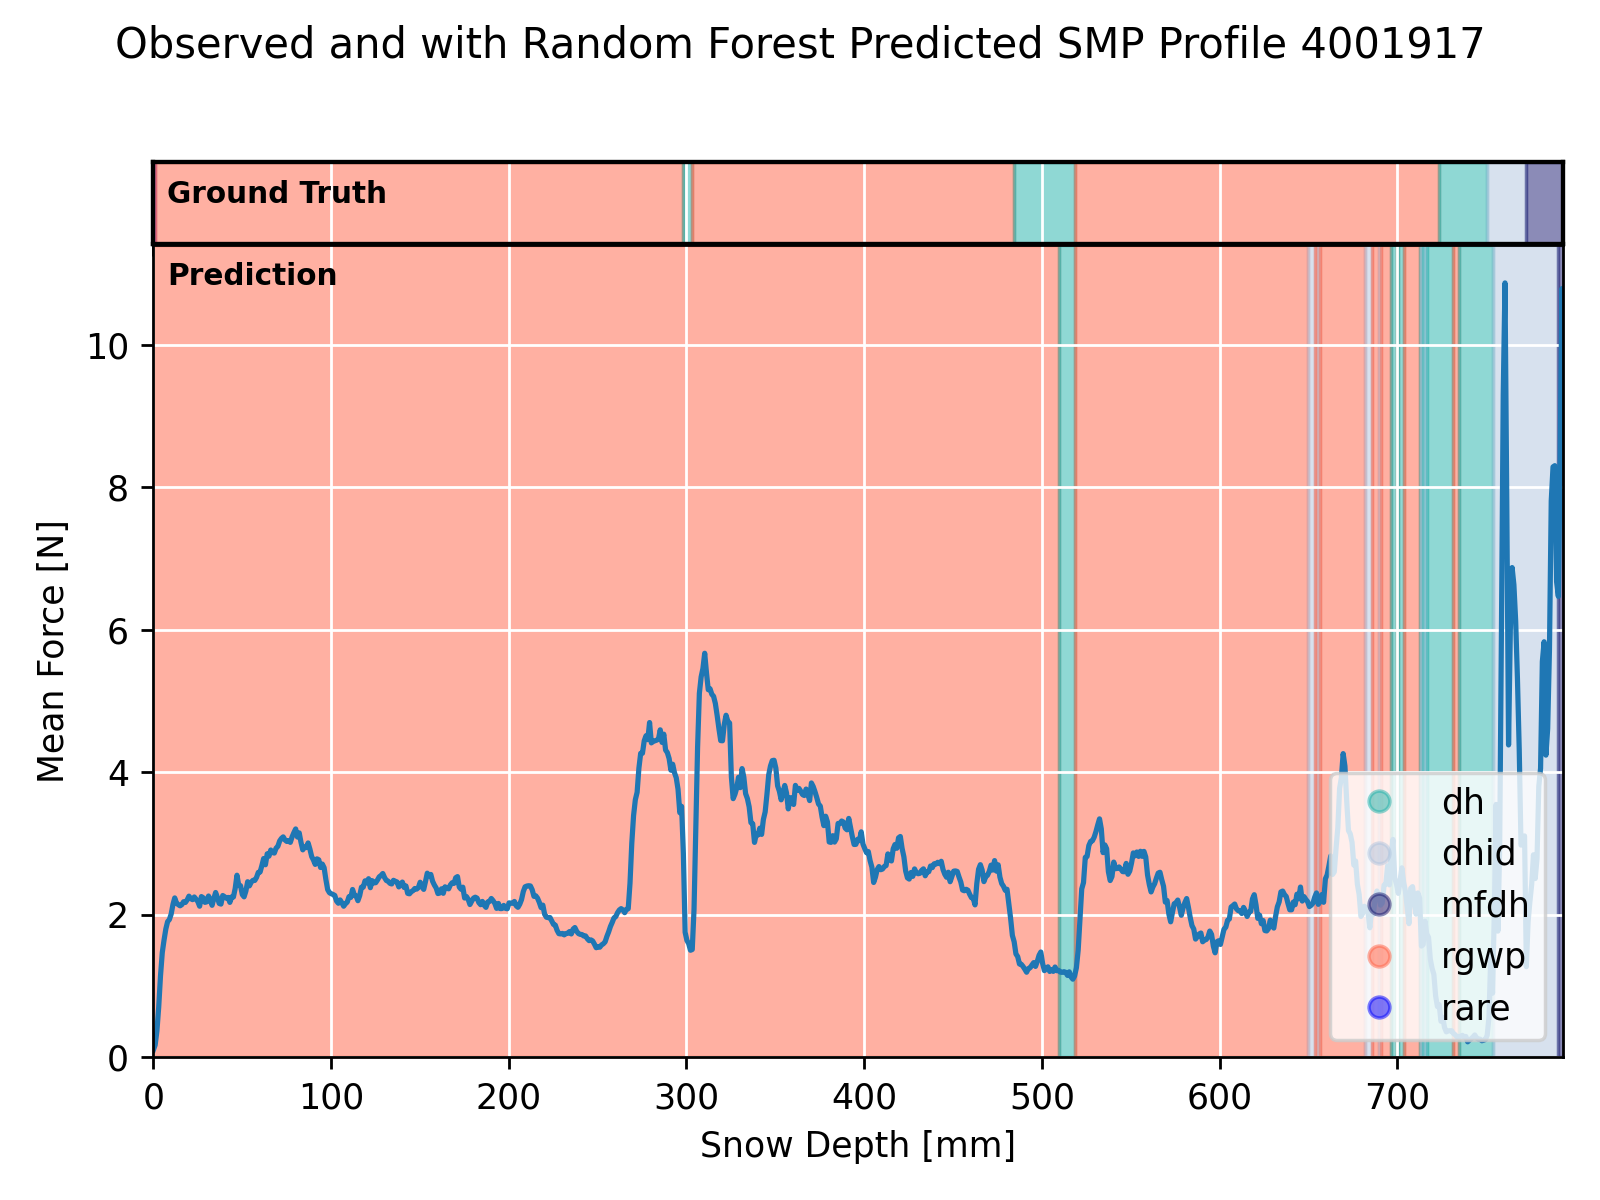 Observed and with Random Forest Predicted SMP Profile 4001917
Ground Truth
Prediction
10
8
6
4
2
0
Mean Force [N]
dh
dhid
mfdh
rgwp
rare
0 100 200 300 400 500 600 700
Snow Depth [mm]